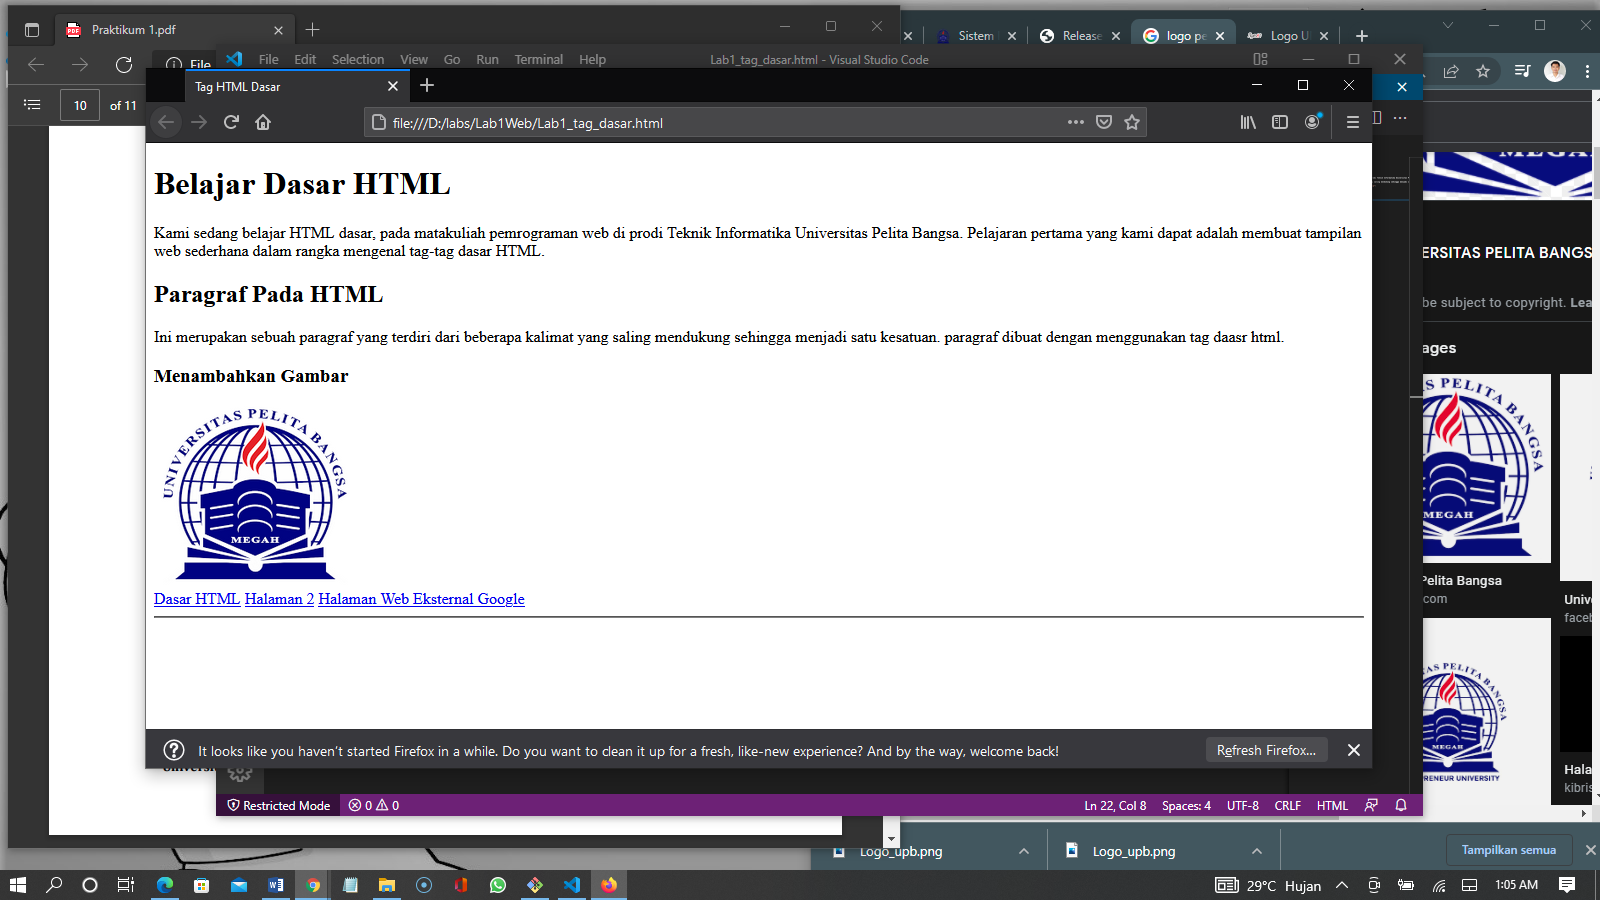 Praktikum 1.pdf
Sistem
Release
logo pe
Logo U
File
10 of 11
File Edit Selection View Go Run Terminal Help
Lab1_tag_dasar.html - Visual Studio Code
Tag HTML Dasar
file:///D:/labs/Lab1Web/Lab1_tag_dasar.html
Belajar Dasar HTML
Kami sedang belajar HTML dasar, pada matakuliah pemrograman web di prodi Teknik Informatika Universitas Pelita Bangsa. Pelajaran pertama yang kami dapat adalah membuat tampilan
web sederhana dalam rangka mengenal tag-tag dasar HTML.
Paragraf Pada HTML
Ini merupakan sebuah paragraf yang terdiri dari beberapa kalimat yang saling mendukung sehingga menjadi satu kesatuan. paragraf dibuat dengan menggunakan tag daasr html.
Menambahkan Gambar
UNIVERSITAS PELITA BANGSA
MEGAH
Dasar HTML Halaman 2 Halaman Web Eksternal Google
It looks like you haven't started Firefox in a while. Do you want to clean it up for a fresh, like-new experience? And by the way, welcome back!
Refresh Firefox...
Restricted Mode
0 0
Ln 22, Col 8 Spaces: 4 UTF-8 CRLF HTML
MEGAH
ERSITAS PELITA BANGS
be subject to copyright. Lea
ages
AS PELITA BANGSA
MEGAH
Pelita Bangsa
com
Unive
faceb
SITAS PELITA BANGSA
MEGAH
PRENEUR UNIVERSITY
Hala
kibris
Logo_upb.png
Logo_upb.png
Tampilkan semua
29°C Hujan
1:05 AM